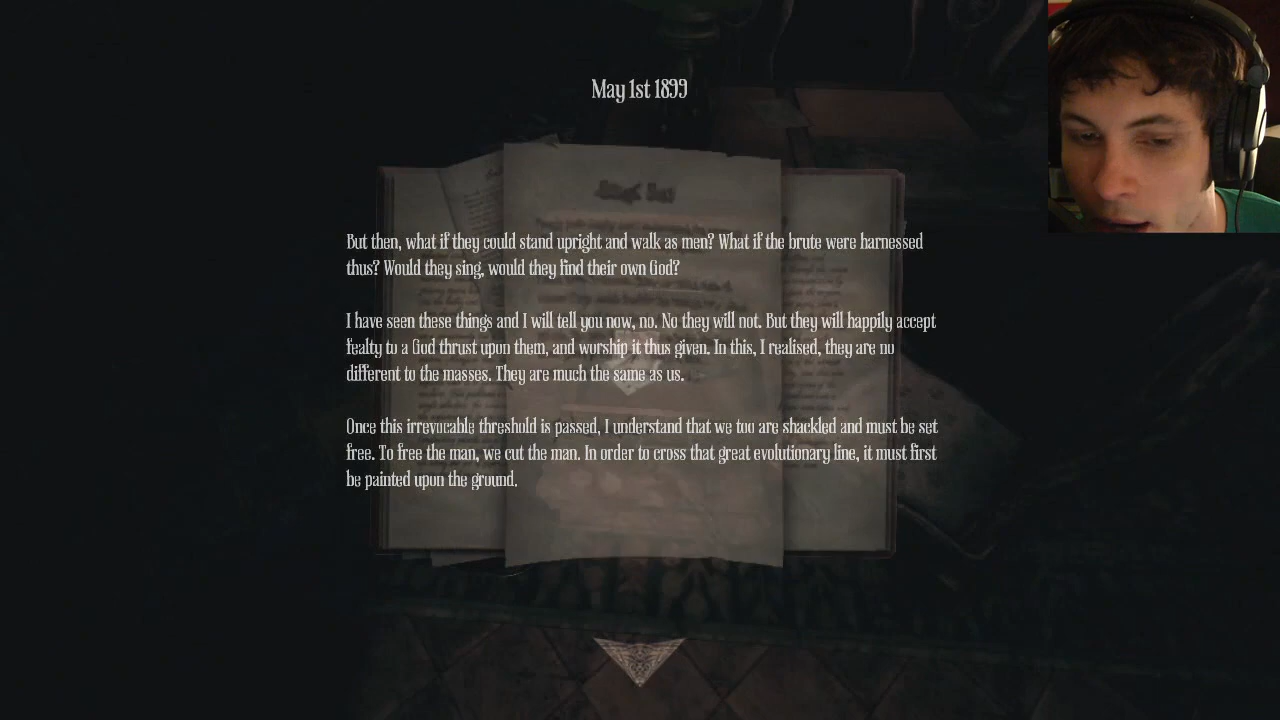 May 1st 1899
But then, what if they could stand upright and walk as men? What if the brute were harnessed
thus? Would they sing, would they find their own God?
I have seen these things and I will tell you now, no. No they will not. But they will happily accept
fealty to a God thrust upon them, and worship it thus given. In this, I realised, they are no
different to the masses. They are much the same as us.
Once this irrevocable threshold is passed, I understand that we too are shackled and must be set
free. To free the man, we cut the man. In order to cross that great evolutionary line, it must first
be painted upon the ground.